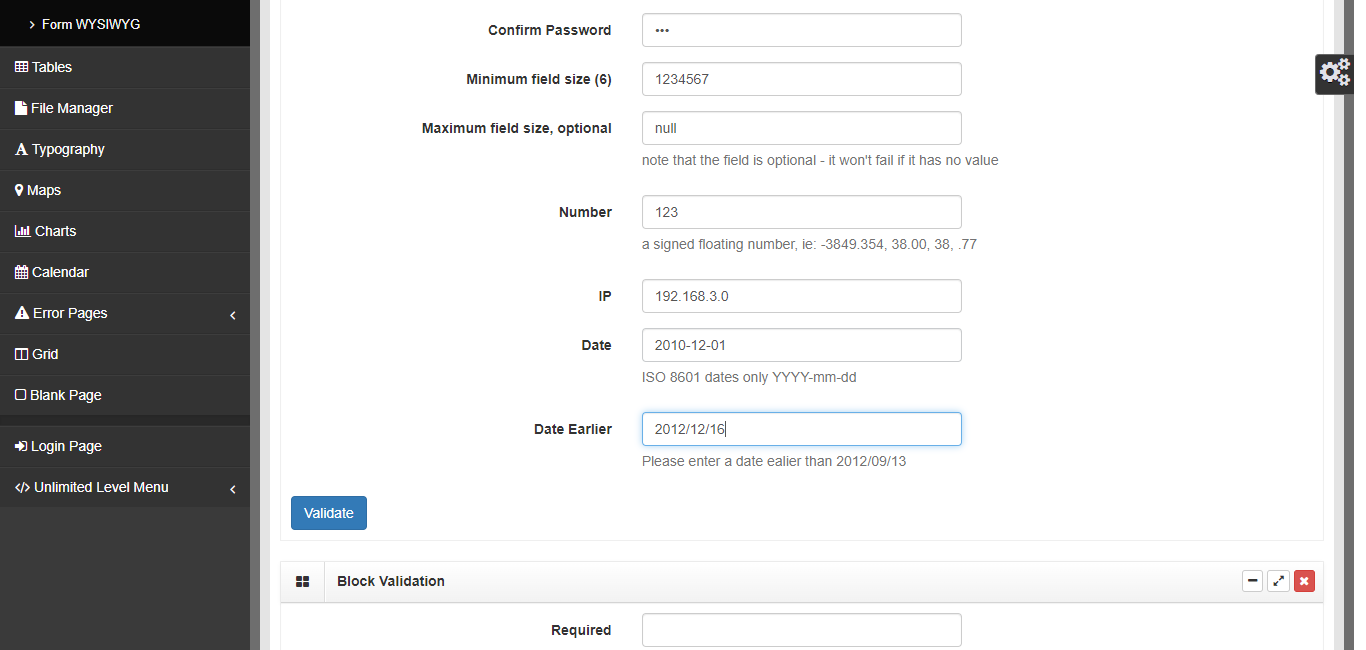 Form WYSIWYG
Tables
File Manager
Typography
Maps
Charts
Calendar
Error Pages
Grid
Blank Page
Login Page
Unlimited Level Menu
Confirm Password •••
Minimum field size (6) 1234567
Maximum field size, optional null
note that the field is optional - it won't fail if it has no value
Number 123
a signed floating number, ie: -3849.354, 38.00, 38, .77
IP 192.168.3.0
Date 2010-12-01
ISO 8601 dates only YYYY-mm-dd
Date Earlier 2012/12/16
Please enter a date ealier than 2012/09/13
Validate
Block Validation
Required